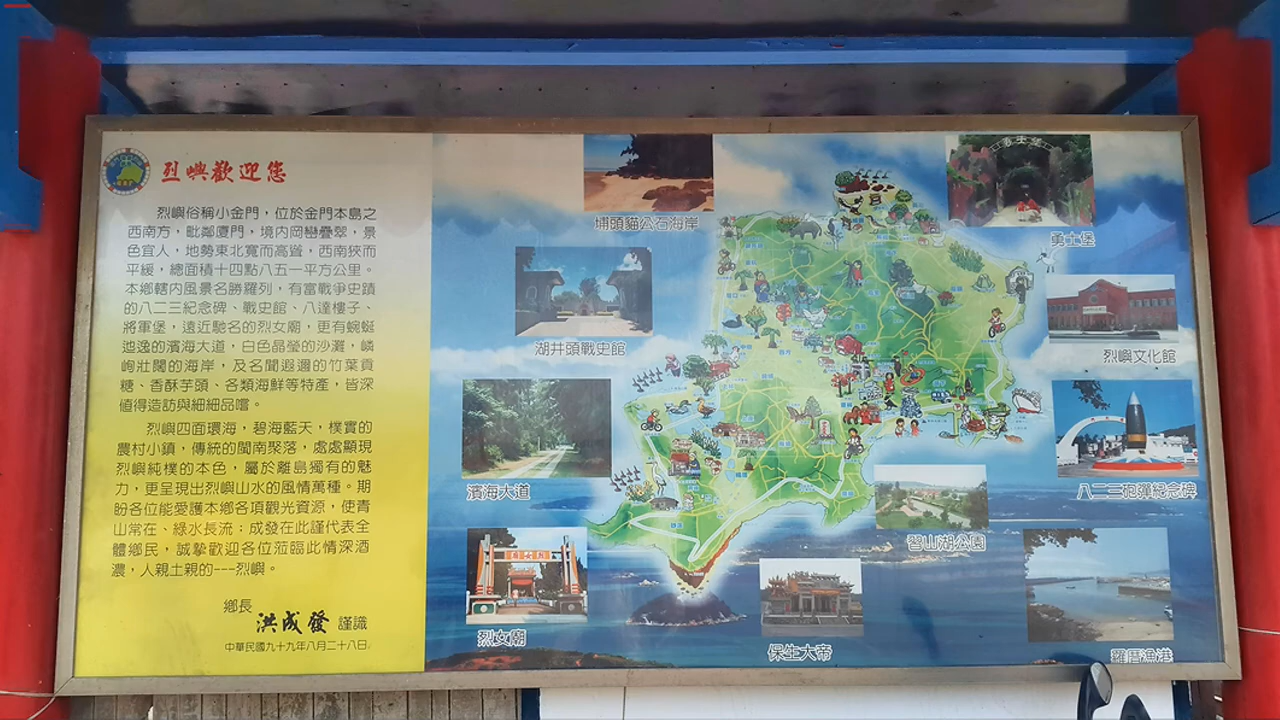 烈嶼歡迎您
烈嶼俗稱小金門，位於金門本島之
西南方，毗鄰廈門，境內岡巒疊翠，景
色宜人，地勢東北寬而高聳，西南狹而
平緩，總面積十四點八五一平方公里。
本鄉轄內風景名勝羅列，有富戰爭史蹟
的八二三紀念碑、戰史館、八達樓子、
將軍堡，遠近馳名的烈女廟，更有蜿蜒
迤逸的濱海大道，白色晶瑩的沙灘，嶙
峋壯闊的海岸，及名聞遐邇的竹葉貢
糖、香酥芋頭、各類海鮮等特產，皆深
值得造訪與細細品嚐。
烈嶼四面環海，碧海藍天，樸實的
農村小鎮，傳統的閩南聚落，處處顯現
烈嶼純樸的本色，屬於離島獨有的魅
力，更呈現出烈嶼山水的風情萬種。期
盼各位能愛護本鄉各項觀光資源，使青
山常在、綠水長流；成發在此謹代表全
體鄉民，誠摯歡迎各位蒞臨此情深酒
濃，人親土親的---烈嶼。
鄉長
洪成發 謹識
中華民國九十九年八月二十八日
埔頭貓公石海岸
勇士堡
湖井頭戰史館
烈嶼文化館
濱海大道
八二三砲彈紀念碑
習山湖公園
烈女廟
保生大帝
羅厝漁港